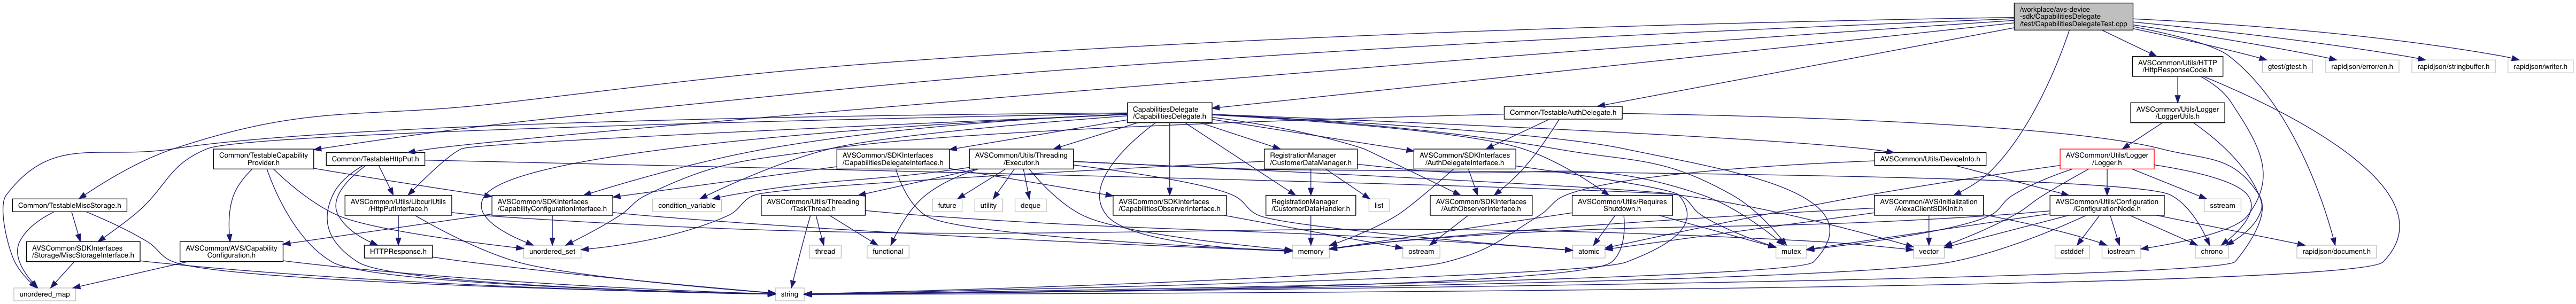 /workplace/avs-device
-sdk/CapabilitiesDelegate
/test/CapabilitiesDelegateTest.cpp
AVSCommon/Utils/HTTP
/HttpResponseCode.h
gtest/gtest.h
rapidjson/error/en.h
rapidjson/stringbuffer.h
rapidjson/writer.h
CapabilitiesDelegate
/CapabilitiesDelegate.h
Common/TestableAuthDelegate.h
AVSCommon/Utils/Logger
/LoggerUtils.h
Common/TestableCapability
Provider.h
Common/TestableHttpPut.h
AVSCommon/SDKInterfaces
/CapabilitiesDelegateInterface.h
AVSCommon/Utils/Threading
/Executor.h
RegistrationManager
/CustomerDataManager.h
AVSCommon/SDKInterfaces
/AuthDelegateInterface.h
AVSCommon/Utils/DeviceInfo.h
AVSCommon/Utils/Logger
/Logger.h
Common/TestableMiscStorage.h
AVSCommon/Utils/LibcurlUtils
/HttpPutInterface.h
AVSCommon/SDKInterfaces
/CapabilityConfigurationInterface.h
condition_variable
AVSCommon/Utils/Threading
/TaskThread.h
future
utility
deque
AVSCommon/SDKInterfaces
/CapabilitiesObserverInterface.h
RegistrationManager
/CustomerDataHandler.h
list
AVSCommon/SDKInterfaces
/AuthObserverInterface.h
AVSCommon/Utils/Requires
Shutdown.h
AVSCommon/AVS/Initialization
/AlexaClientSDKInit.h
AVSCommon/Utils/Configuration
/ConfigurationNode.h
sstream
AVSCommon/SDKInterfaces
/Storage/MiscStorageInterface.h
AVSCommon/AVS/Capability
Configuration.h
HTTPResponse.h
unordered_set
thread
functional
memory
ostream
atomic
mutex
vector
cstddef
iostream
chrono
rapidjson/document.h
unordered_map
string